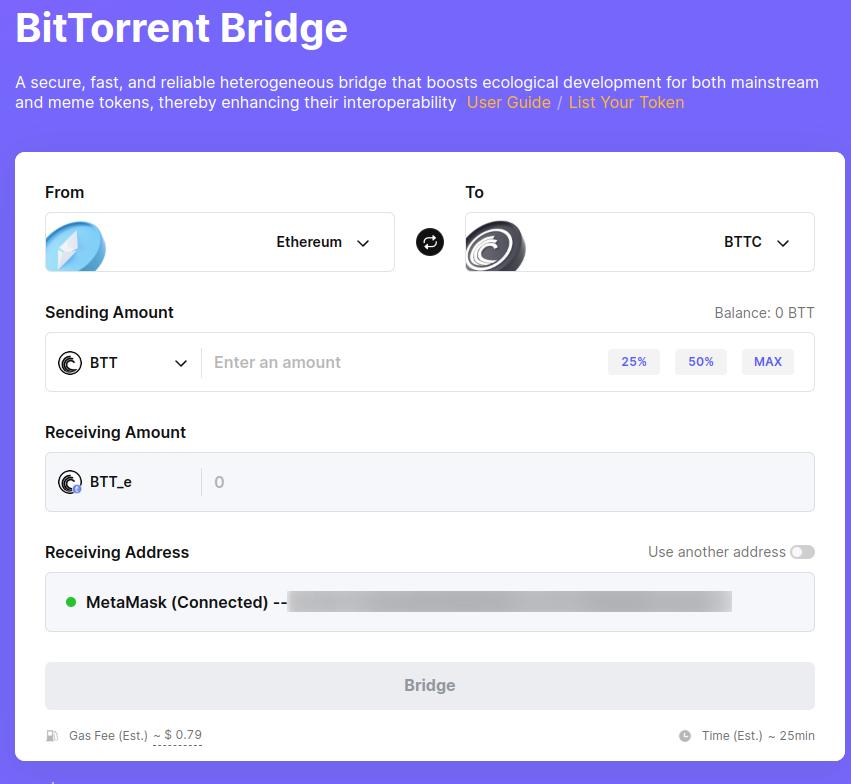 BitTorrent Bridge
A secure, fast, and reliable heterogeneous bridge that boosts ecological development for both mainstream
and meme tokens, thereby enhancing their interoperability User Guide / List Your Token
From
To
Ethereum
BTTC
Sending Amount
Balance: 0 BTT
BTT
Enter an amount
25%
50%
MAX
Receiving Amount
BTT_e
0
Receiving Address
Use another address
MetaMask (Connected) --
Bridge
Gas Fee (Est.) ~ $ 0.79
Time (Est.) ~ 25min